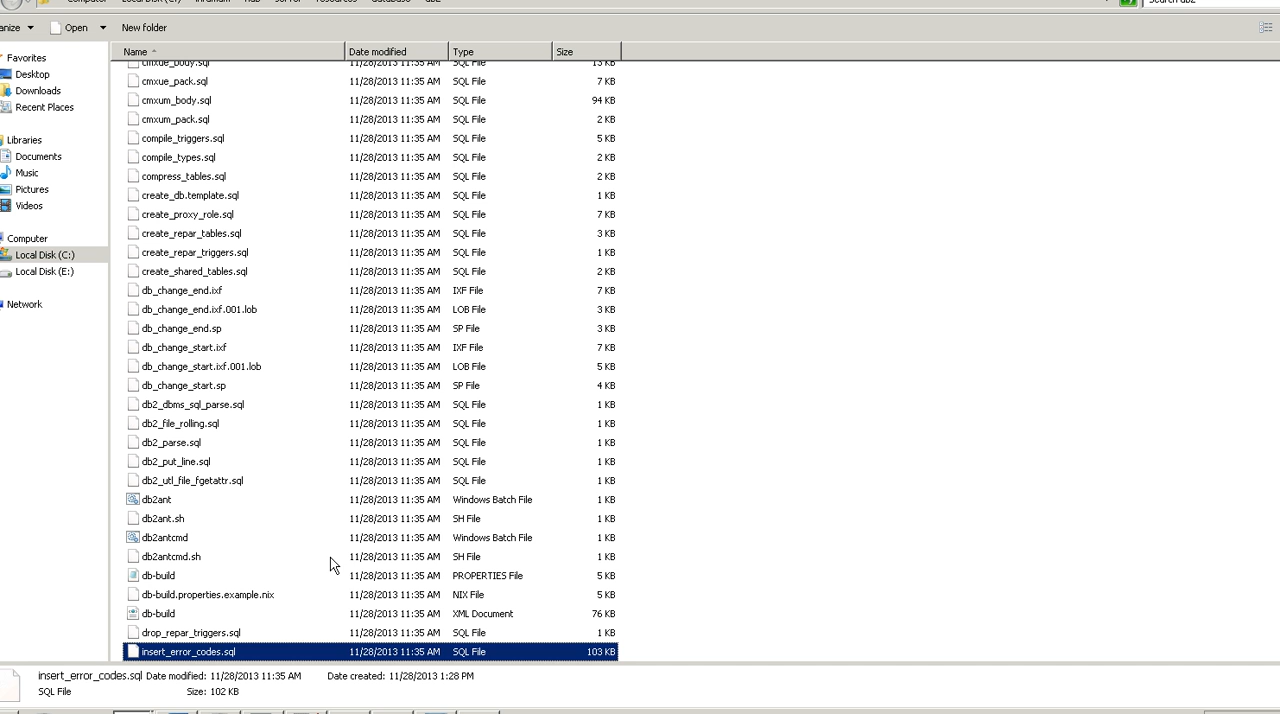 Computer Local Disk (C:) hub server resources database db2 Search db2
anize Open New folder
Name Date modified Type Size
cmxue_body.sql 11/28/2013 11:35 AM SQL File 13 KB
cmxue_pack.sql 11/28/2013 11:35 AM SQL File 7 KB
cmxum_body.sql 11/28/2013 11:35 AM SQL File 94 KB
cmxum_pack.sql 11/28/2013 11:35 AM SQL File 2 KB
compile_triggers.sql 11/28/2013 11:35 AM SQL File 5 KB
compile_types.sql 11/28/2013 11:35 AM SQL File 2 KB
compress_tables.sql 11/28/2013 11:35 AM SQL File 2 KB
create_db.template.sql 11/28/2013 11:35 AM SQL File 1 KB
create_proxy_role.sql 11/28/2013 11:35 AM SQL File 7 KB
create_repar_tables.sql 11/28/2013 11:35 AM SQL File 3 KB
create_repar_triggers.sql 11/28/2013 11:35 AM SQL File 1 KB
create_shared_tables.sql 11/28/2013 11:35 AM SQL File 2 KB
db_change_end.ixf 11/28/2013 11:35 AM IXF File 7 KB
db_change_end.ixf.001.lob 11/28/2013 11:35 AM LOB File 3 KB
db_change_end.sp 11/28/2013 11:35 AM SP File 3 KB
db_change_start.ixf 11/28/2013 11:35 AM IXF File 7 KB
db_change_start.ixf.001.lob 11/28/2013 11:35 AM LOB File 5 KB
db_change_start.sp 11/28/2013 11:35 AM SP File 4 KB
db2_dbms_sql_parse.sql 11/28/2013 11:35 AM SQL File 1 KB
db2_file_rolling.sql 11/28/2013 11:35 AM SQL File 1 KB
db2_parse.sql 11/28/2013 11:35 AM SQL File 1 KB
db2_put_line.sql 11/28/2013 11:35 AM SQL File 1 KB
db2_utl_file_fgetattr.sql 11/28/2013 11:35 AM SQL File 1 KB
db2ant 11/28/2013 11:35 AM Windows Batch File 1 KB
db2ant.sh 11/28/2013 11:35 AM SH File 1 KB
db2antcmd 11/28/2013 11:35 AM Windows Batch File 1 KB
db2antcmd.sh 11/28/2013 11:35 AM SH File 1 KB
db-build 11/28/2013 11:35 AM PROPERTIES File 5 KB
db-build.properties.example.nix 11/28/2013 11:35 AM NIX File 5 KB
db-build 11/28/2013 11:35 AM XML Document 76 KB
drop_repar_triggers.sql 11/28/2013 11:35 AM SQL File 1 KB
insert_error_codes.sql 11/28/2013 11:35 AM SQL File 103 KB
Favorites
Desktop
Downloads
Recent Places
Libraries
Documents
Music
Pictures
Videos
Computer
Local Disk (C:)
Local Disk (E:)
Network
insert_error_codes.sql Date modified: 11/28/2013 11:35 AM Date created: 11/28/2013 1:28 PM
SQL File Size: 102 KB